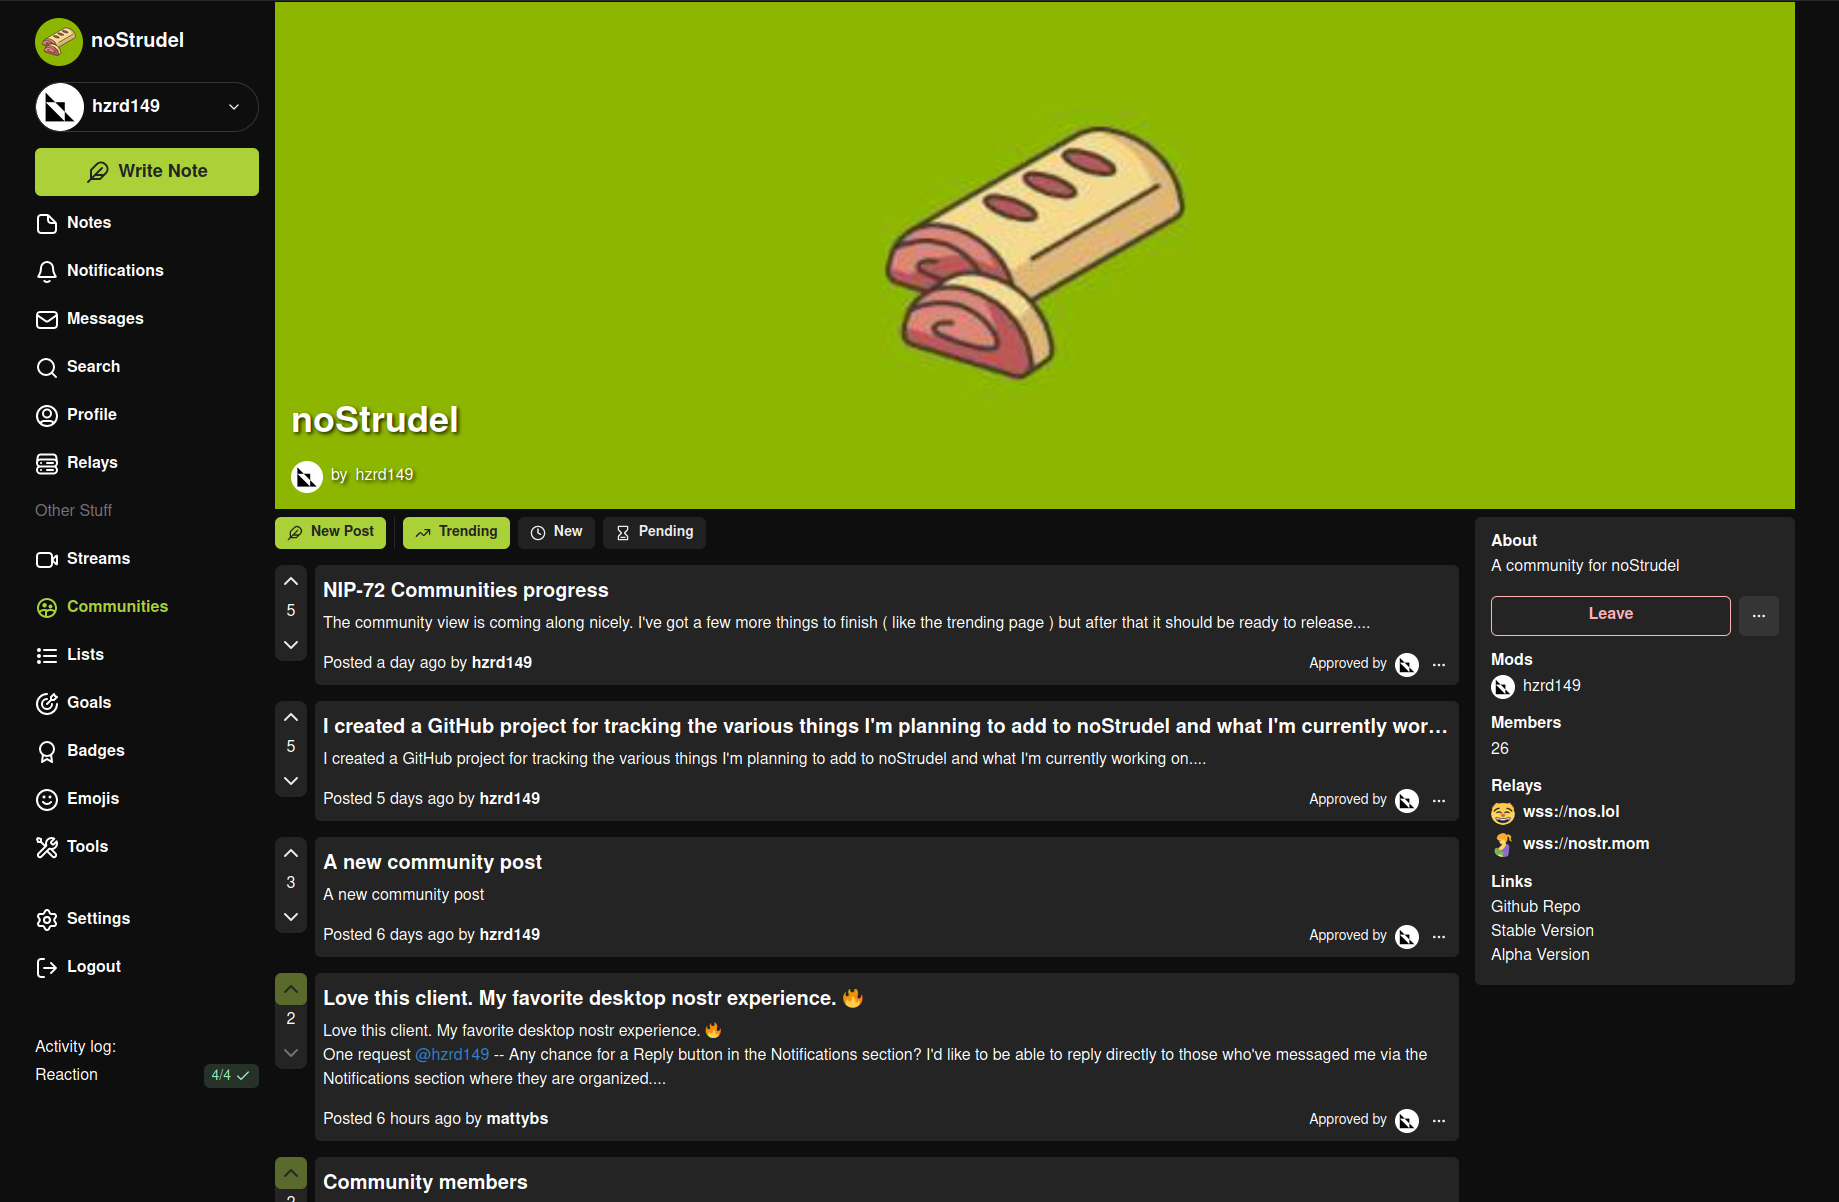 noStrudel
hzrd149
Write Note
Notes
Notifications
Messages
Search
Profile
Relays
Other Stuff
Streams
Communities
Lists
Goals
Badges
Emojis
Tools
Settings
Logout
Activity log:
Reaction
4/4
noStrudel
by hzrd149
New Post
Trending
New
Pending
5
NIP-72 Communities progress
The community view is coming along nicely. I've got a few more things to finish ( like the trending page ) but after that it should be ready to release....
Posted a day ago by hzrd149
Approved by
5
I created a GitHub project for tracking the various things I'm planning to add to noStrudel and what I'm currently wor...
I created a GitHub project for tracking the various things I'm planning to add to noStrudel and what I'm currently working on....
Posted 5 days ago by hzrd149
Approved by
3
A new community post
A new community post
Posted 6 days ago by hzrd149
Approved by
2
Love this client. My favorite desktop nostr experience. 🔥
Love this client. My favorite desktop nostr experience. 🔥
One request @hzrd149 -- Any chance for a Reply button in the Notifications section? I'd like to be able to reply directly to those who've messaged me via the
Notifications section where they are organized....
Posted 6 hours ago by mattybs
Approved by
Community members
About
A community for noStrudel
Leave
Mods
hzrd149
Members
26
Relays
wss://nos.lol
wss://nostr.mom
Links
Github Repo
Stable Version
Alpha Version